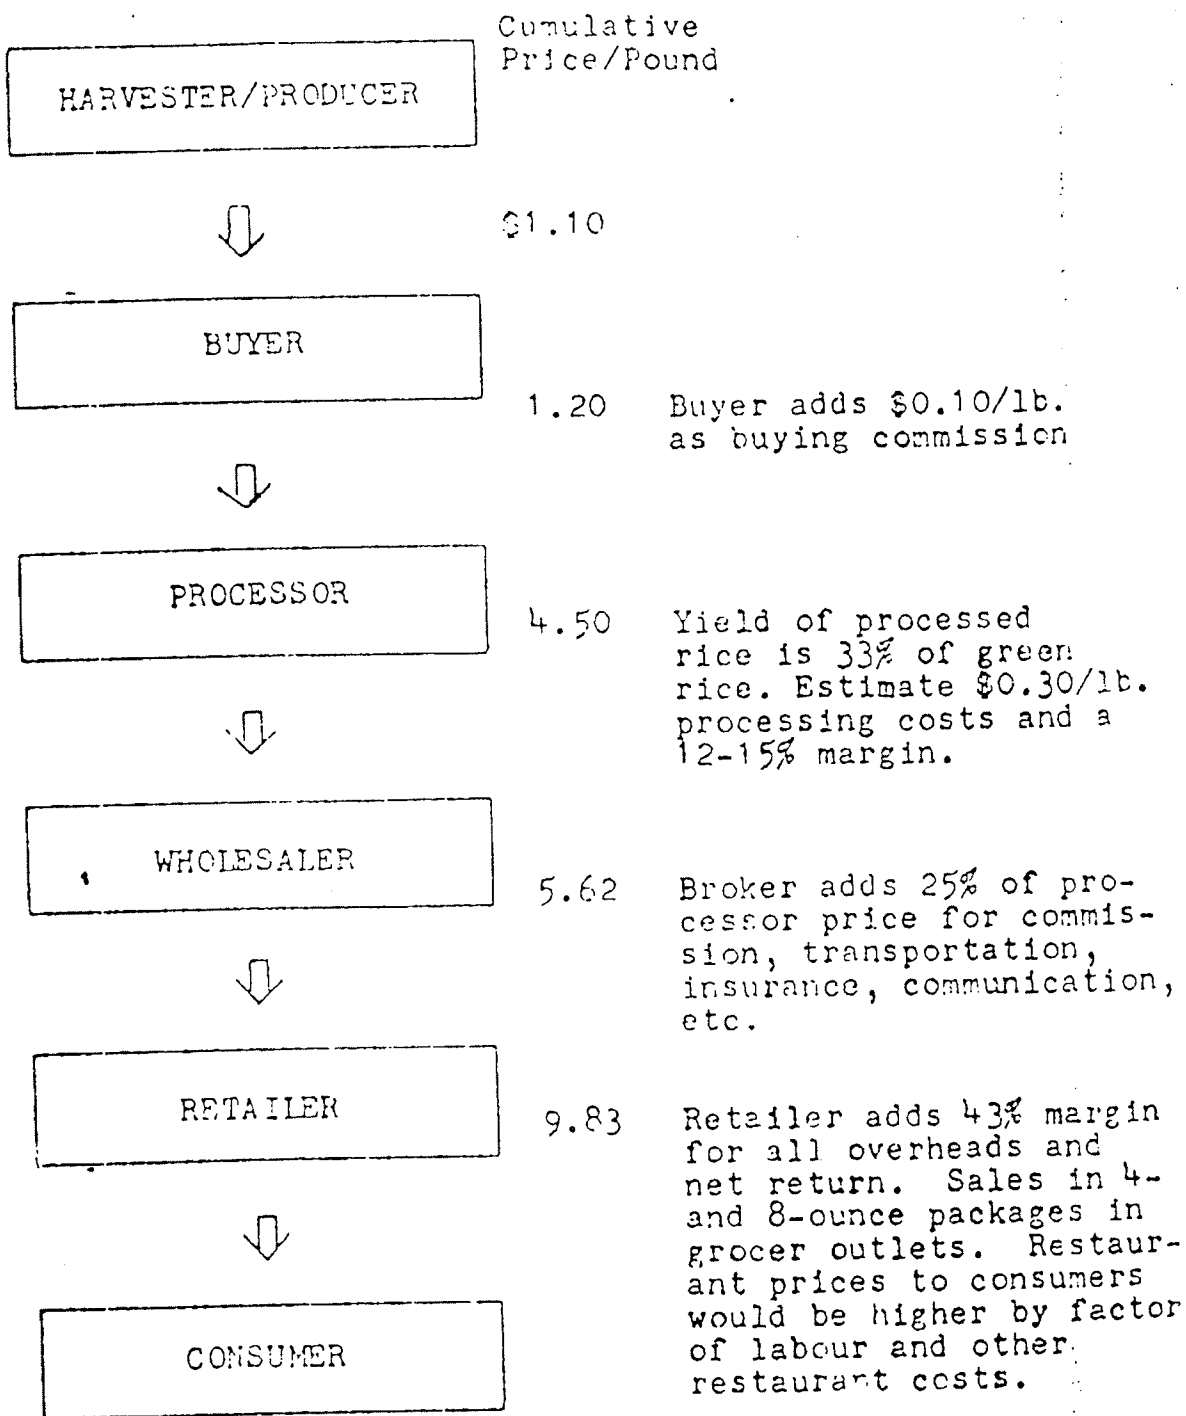 Cumulative
Price/Pound
HARVESTER/PRODUCER
$1.10
BUYER
1.20 Buyer adds $0.10/lb.
as buying commission
PROCESSOR
4.50 Yield of processed
rice is 33% of green
rice. Estimate $0.30/lb.
processing costs and a
12-15% margin.
WHOLESALER
5.62 Broker adds 25% of pro-
cessor price for commis-
sion, transportation,
insurance, communication,
etc.
RETAILER
9.83 Retailer adds 43% margin
for all overheads and
net return. Sales in 4-
and 8-ounce packages in
grocer outlets. Restaur-
ant prices to consumers
would be higher by factor
of labour and other
restaurant costs.
CONSUMER